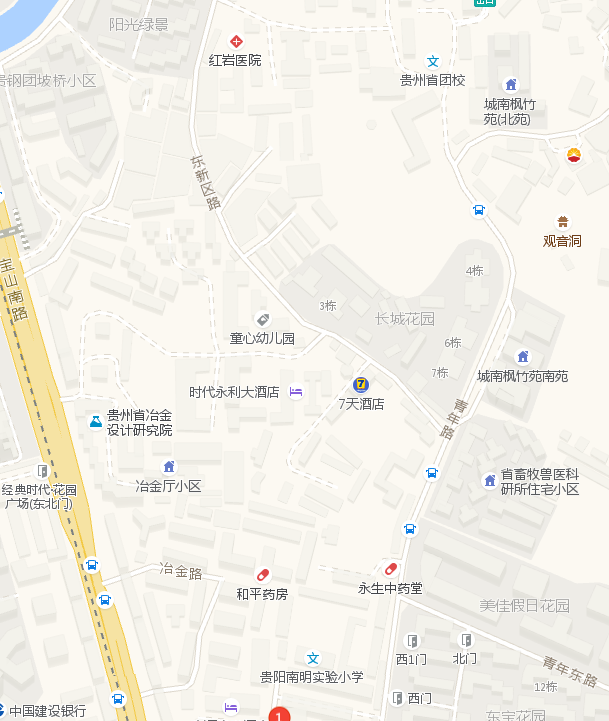 出口
阳光绿景
红岩医院
贵州省团校
贵钢团坡桥小区
城南枫竹
苑(北苑)
东新区路
观音洞
宝山南路
4栋
3栋
长城花园
童心幼儿园
6栋
7栋
城南枫竹苑南苑
时代永利大酒店
7
7天酒店
青年路
贵州省冶金
设计研究院
省畜牧兽医科
研所住宅小区
冶金厅小区
经典时代·花园
广场(东北门)
冶金路
和平药房
永生中药堂
美佳假日花园
西1门
北门
贵阳南明实验小学
青年东路
12栋
西门
中国建设银行
1
东宝花园